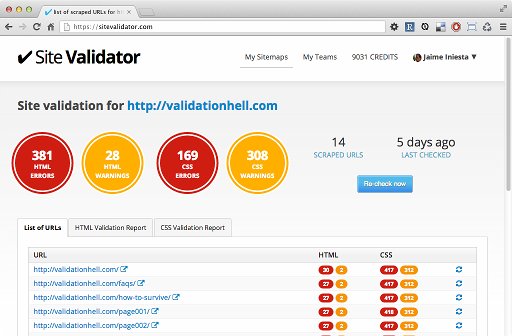 list of scraped URLs for ht
https://sitevalidator.com
✔ Site Validator
My Sitemaps
My Teams
9031 CREDITS
Jaime Iniesta ▼
Site validation for http://validationhell.com
381 HTML ERRORS
28 HTML WARNINGS
169 CSS ERRORS
308 CSS WARNINGS
14 SCRAPED URLS
5 days ago LAST CHECKED
Re-check now
List of URLs
HTML Validation Report
CSS Validation Report
URL HTML CSS
http://validationhell.com/ 30 2 417 312
http://validationhell.com/faqs/ 27 2 417 312
http://validationhell.com/how-to-survive/ 27 2 417 312
http://validationhell.com/page001/ 27 2 418 312
http://validationhell.com/page002/ 27 2 417 312